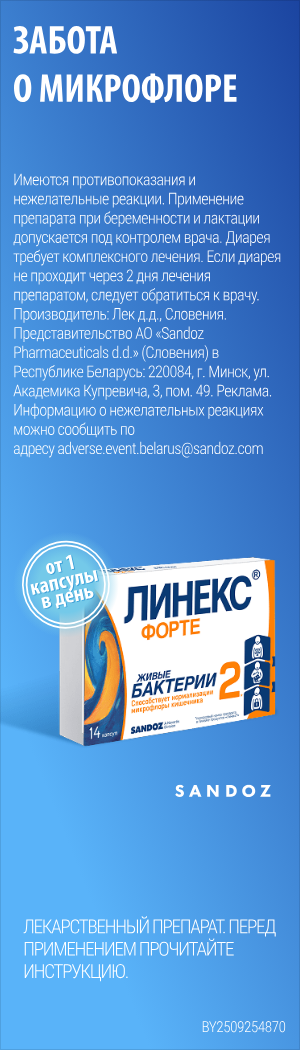 ЗАБОТА
О МИКРОФЛОРЕ
Имеются противопоказания и
нежелательные реакции. Применение
препарата при беременности и лактации
допускается под контролем врача. Диарея
требует комплексного лечения. Если диарея
не проходит через 2 дня лечения
препаратом, следует обратиться к врачу.
Производитель: Лек д.д., Словения.
Представительство АО «Sandoz
Pharmaceuticals d.d.» (Словения) в
Республике Беларусь: 220084, г. Минск, ул.
Академика Купревича, 3, пом. 49. Реклама.
Информацию о нежелательных реакциях
можно сообщить по
адресу adverse.event.belarus@sandoz.com
от 1
капсулы
в день
ЛИНЕКС®
ФОРТЕ
ЖИВЫЕ
БАКТЕРИИ 2
Способствует нормализации
микрофлоры кишечника
14 капсул
SANDOZ
SANDOZ
ЛЕКАРСТВЕННЫЙ ПРЕПАРАТ. ПЕРЕД
ПРИМЕНЕНИЕМ ПРОЧИТАЙТЕ
ИНСТРУКЦИЮ.
BY2509254870